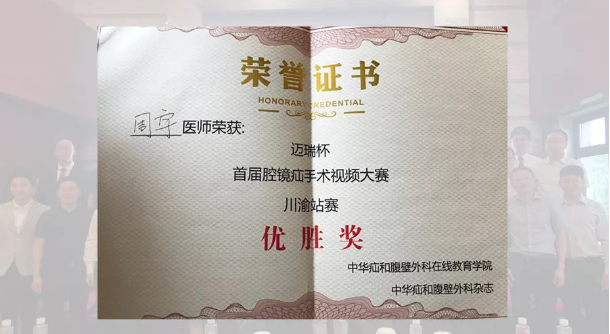 荣誉证书
HONORARY CREDENTIAL
周宇医师荣获:
迈瑞杯
首届腔镜疝手术视频大赛
川渝站赛
优胜奖
中华疝和腹壁外科在线教育学院
中华疝和腹壁外科杂志